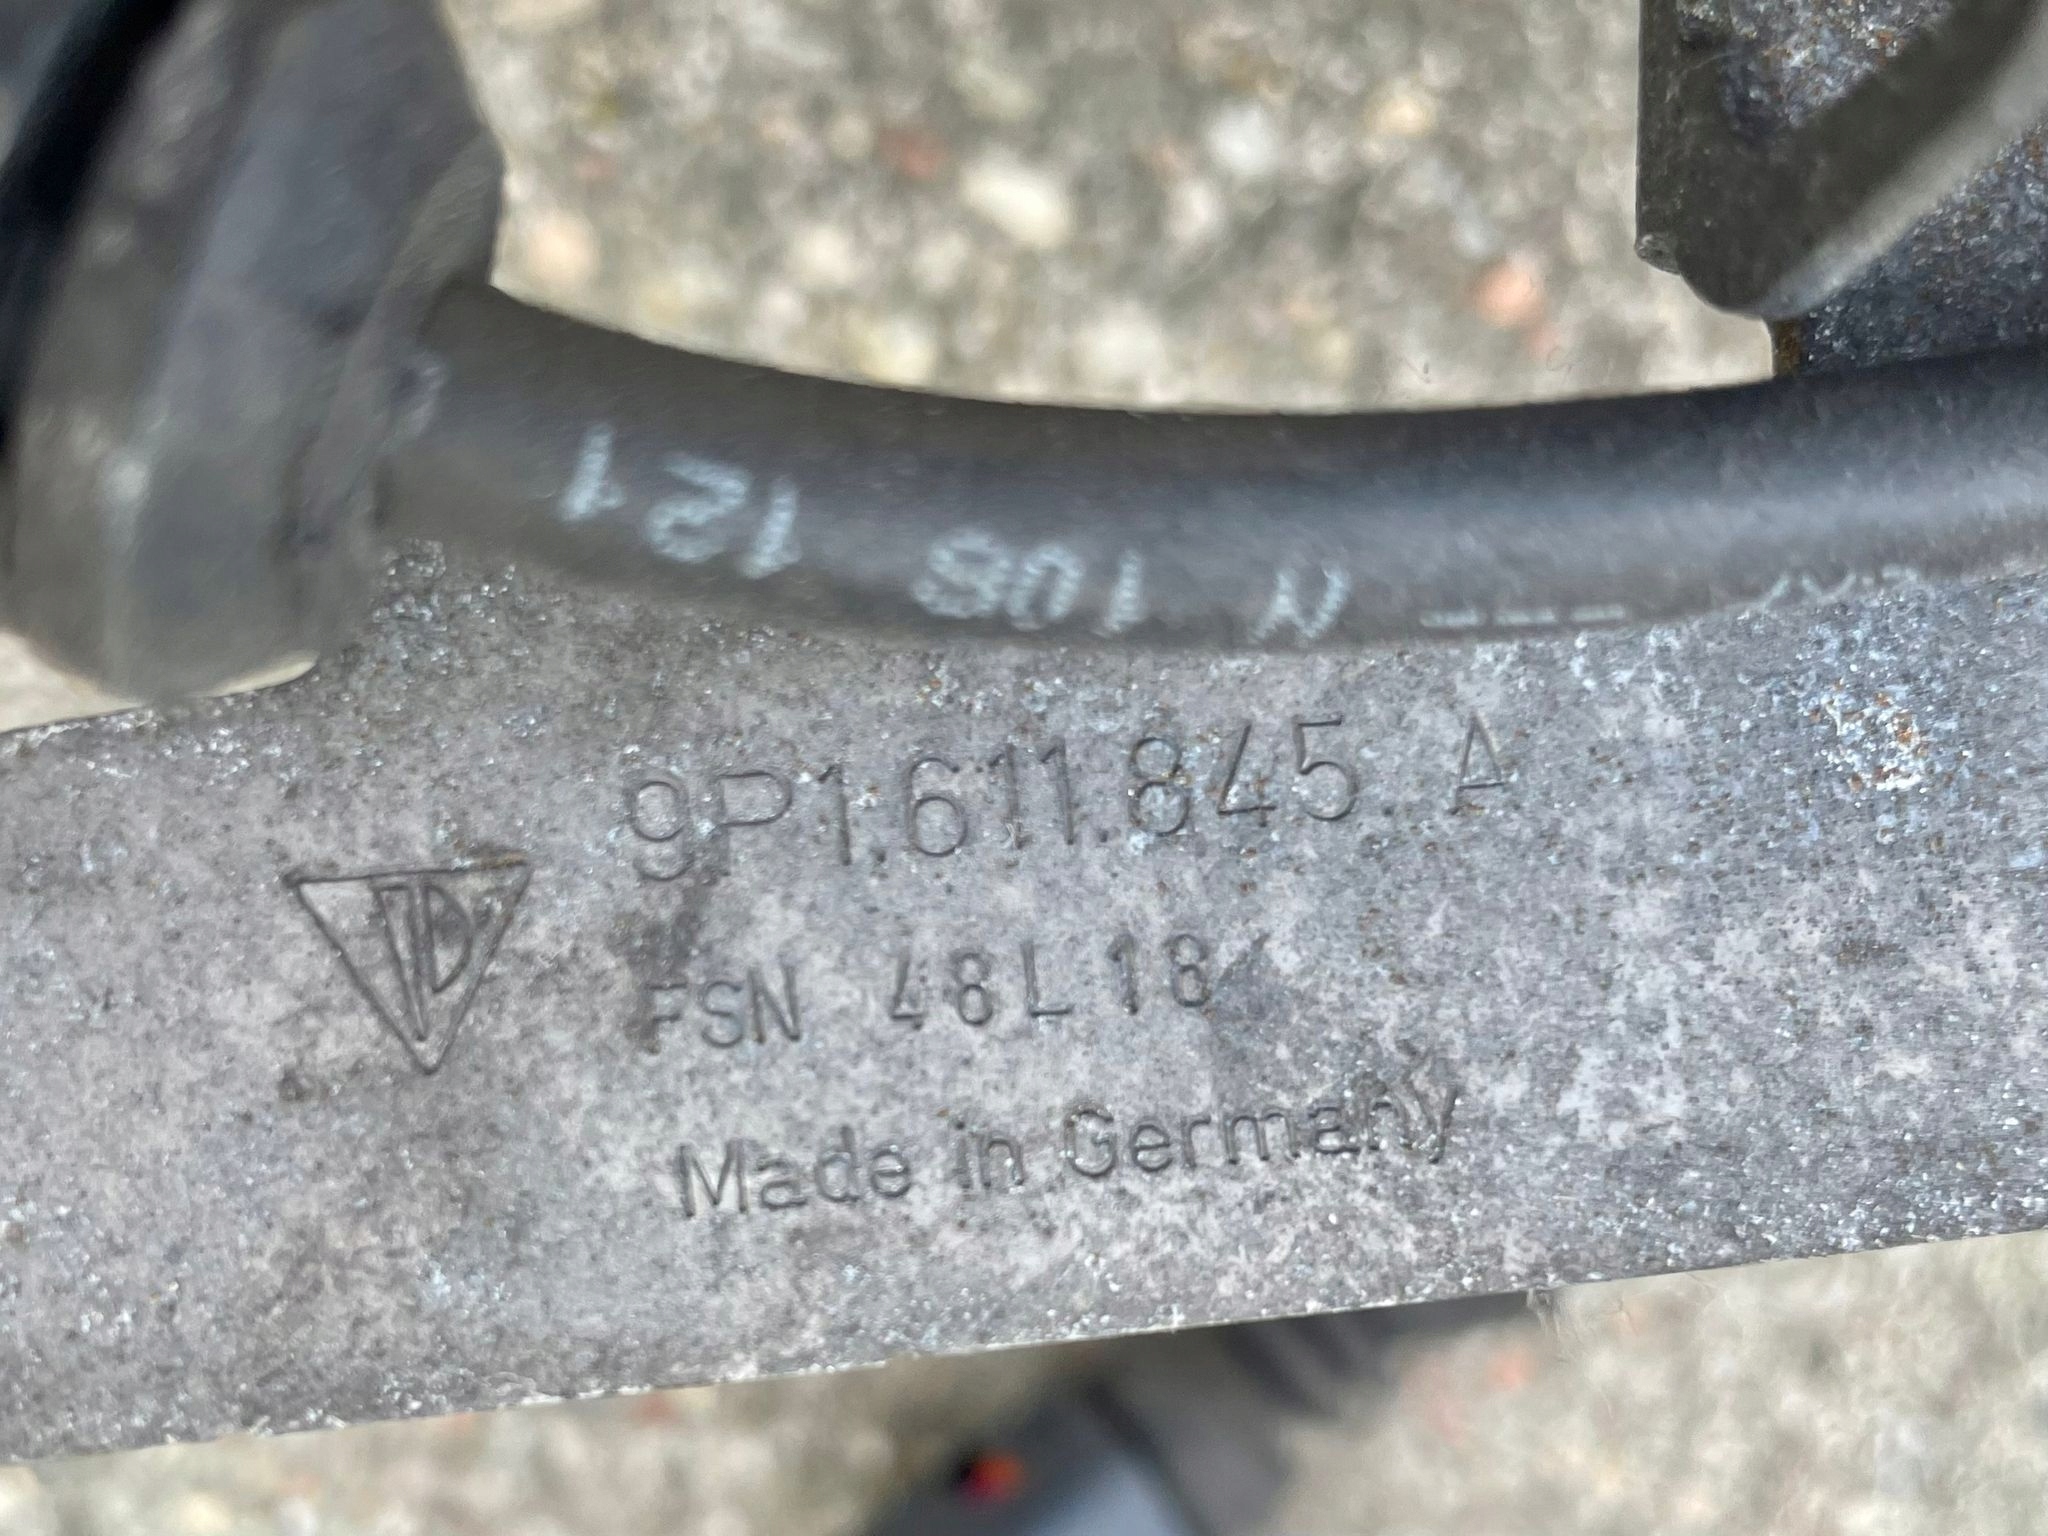 N 108 121
9P1.611.845 A
FSN 48L18
Made in Germany